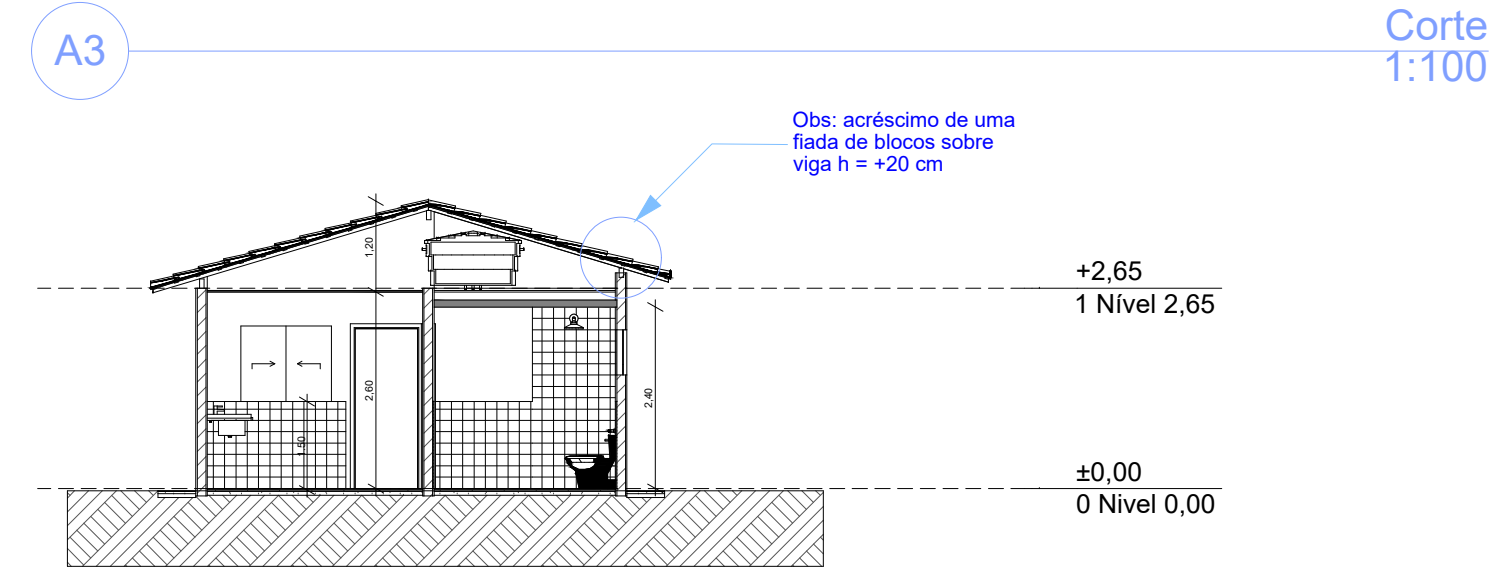 A3
Corte
1:100
Obs: acréscimo de uma
fiada de blocos sobre
viga h = +20 cm
1,20
+2,65
1 Nível 2,65
2,60
2,40
1,50
±0,00
0 Nivel 0,00